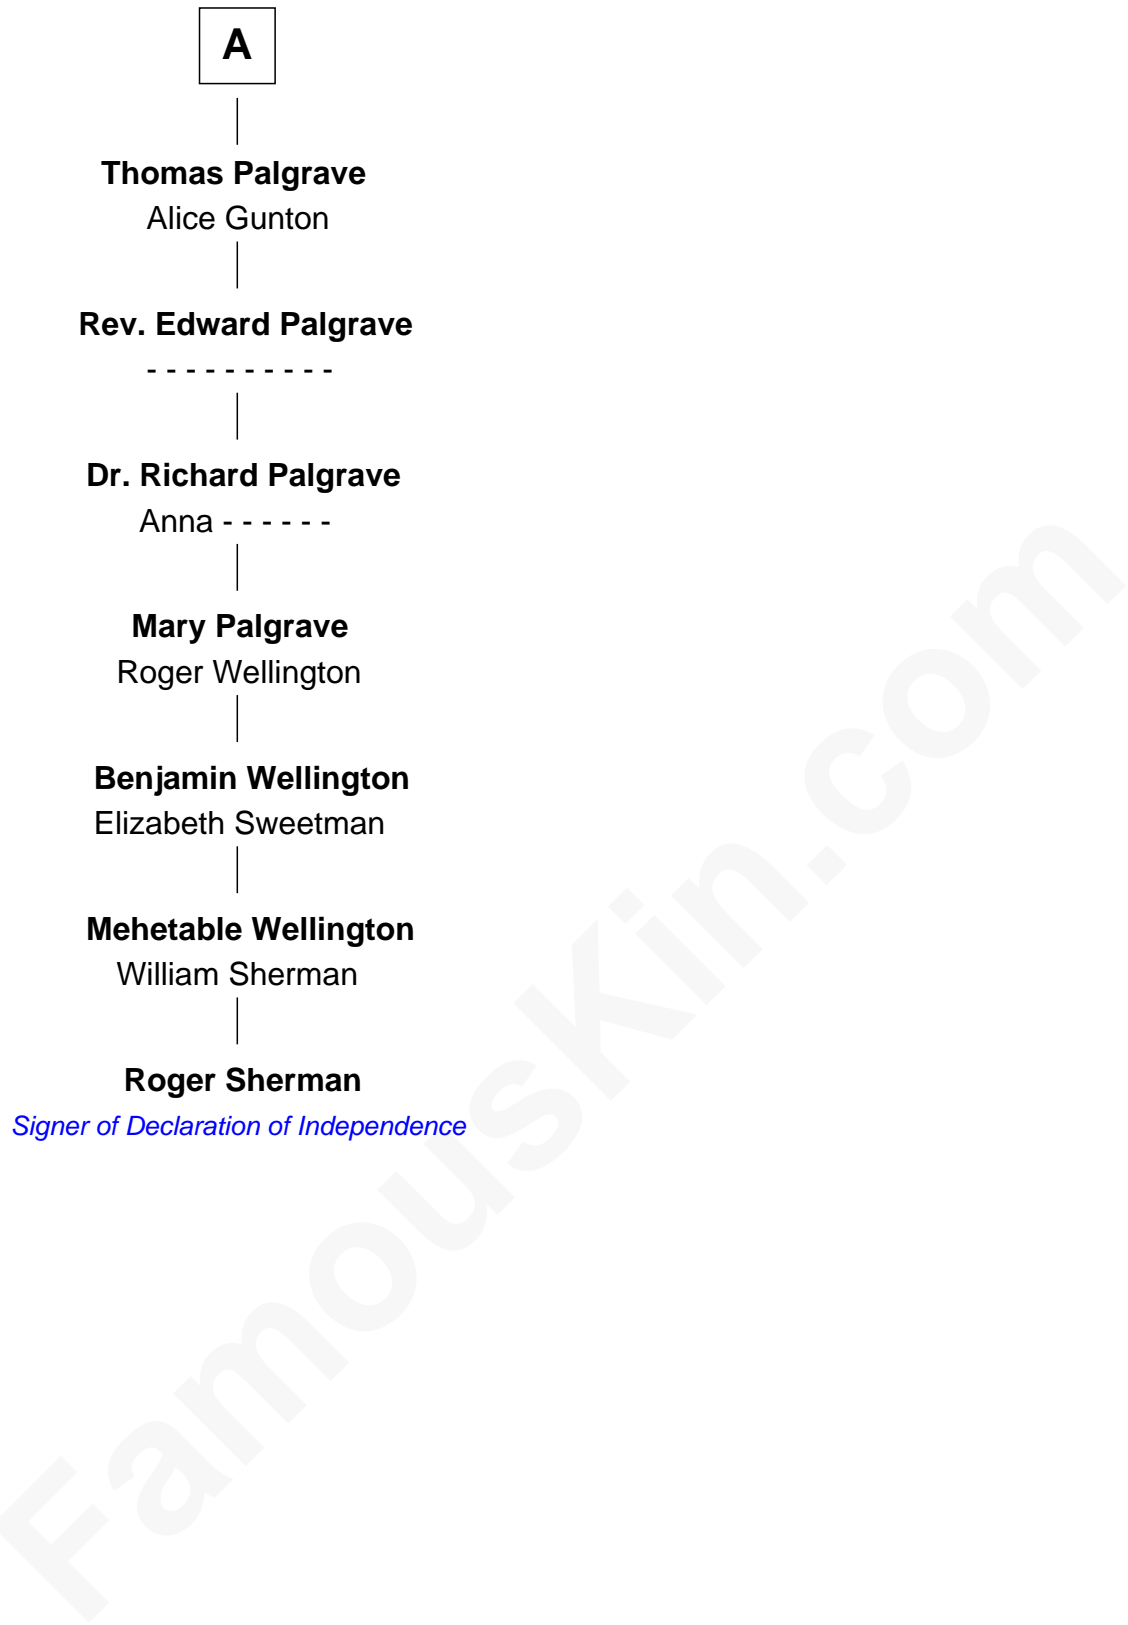 A
Thomas Palgrave
Alice Gunton
Rev. Edward Palgrave
- - - - - - - - - -
Dr. Richard Palgrave
Anna - - - - - -
Mary Palgrave
Roger Wellington
Benjamin Wellington
Elizabeth Sweetman
Mehetable Wellington
William Sherman
Roger Sherman
Signer of Declaration of Independence
FamousKin.com